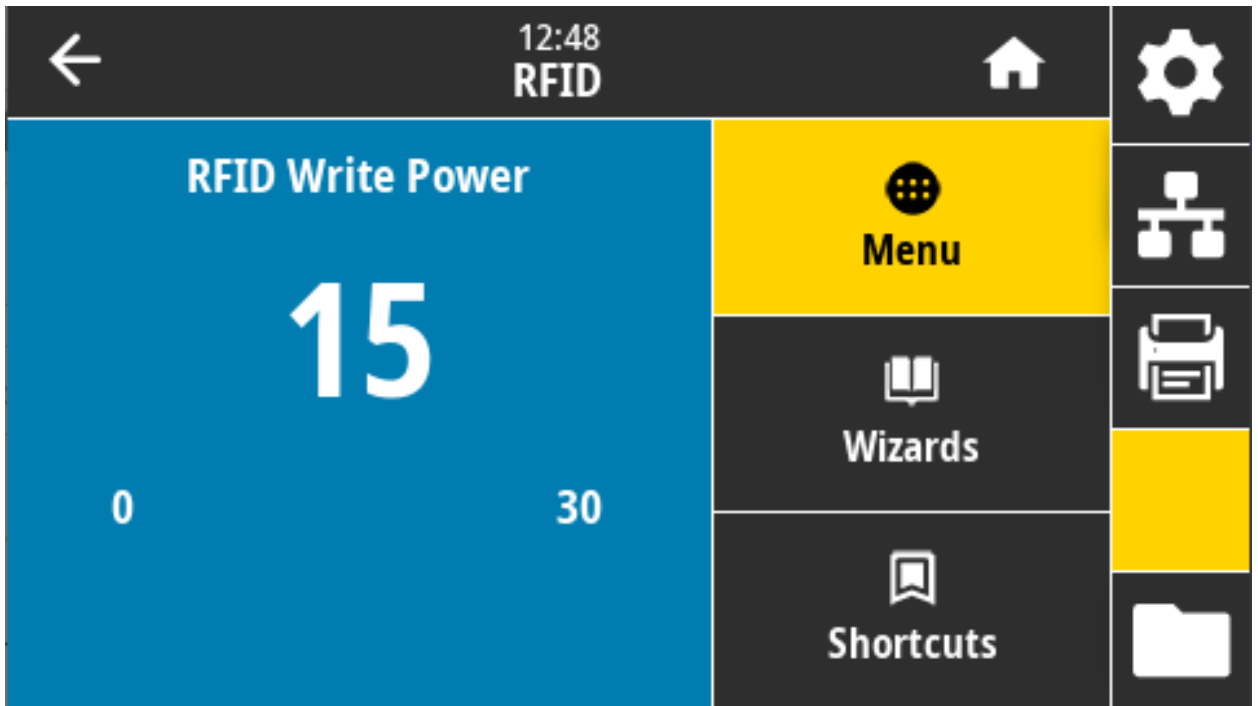 12:48
RFID
RFID Write Power
15
0 30
Menu
Wizards
Shortcuts